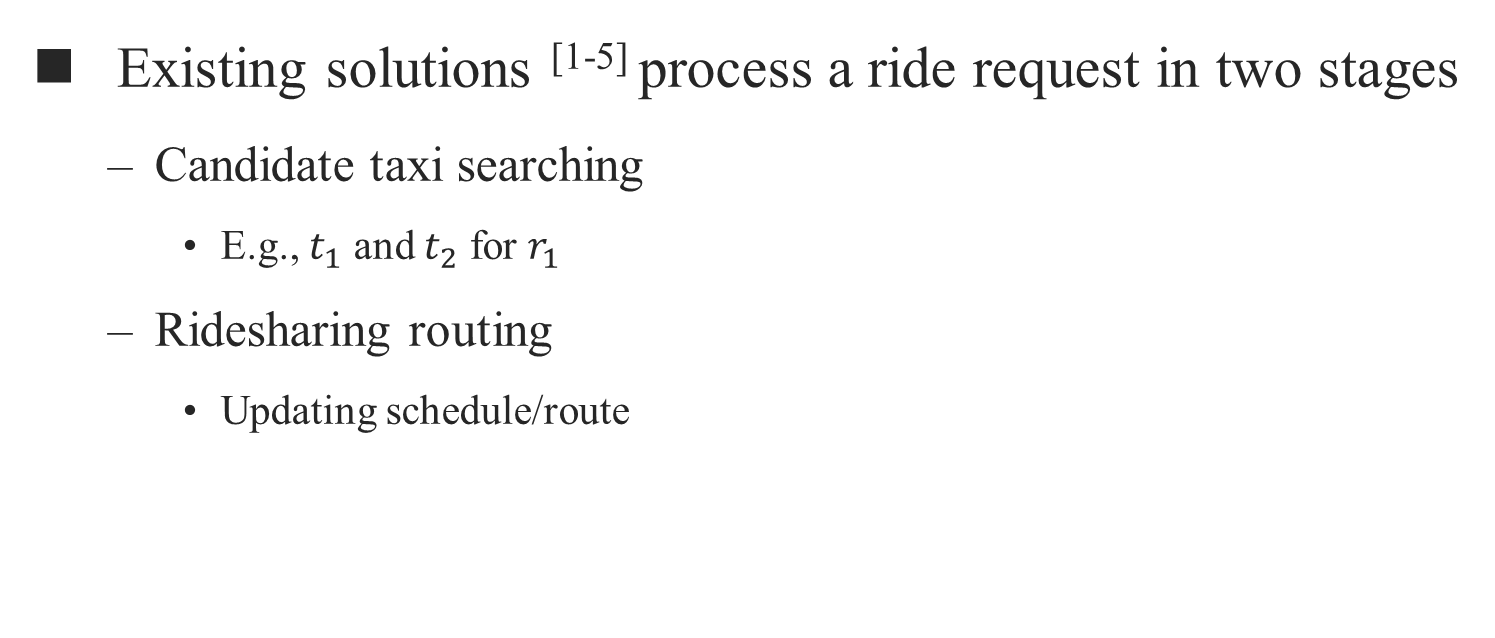 ■ Existing solutions [1-5] process a ride request in two stages
– Candidate taxi searching
• E.g., t₁ and t₂ for r₁
– Ridesharing routing
• Updating schedule/route